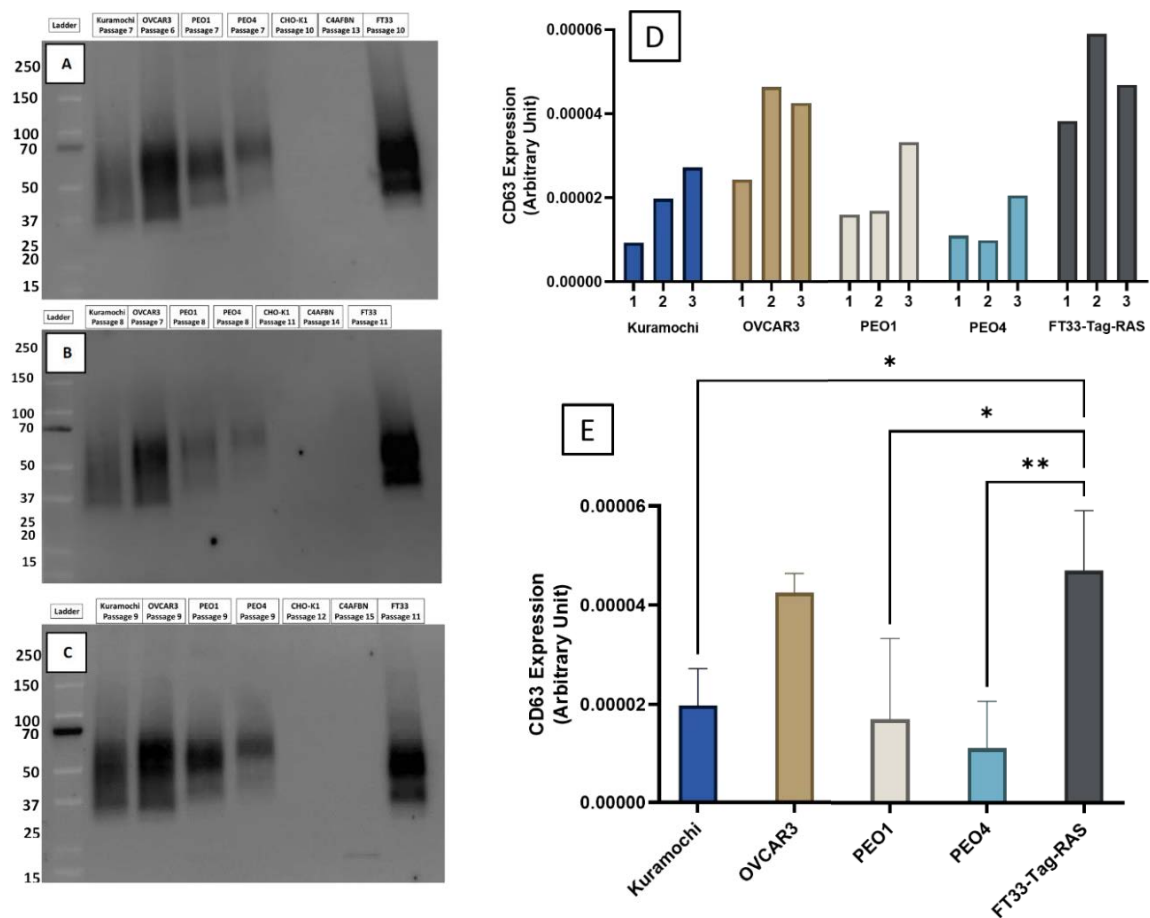 Ladder
Kuramochi Passage 7
OVCAR3 Passage 6
PEO1 Passage 7
PEO4 Passage 7
CHO-K1 Passage 10
C4AFBN Passage 13
FT33 Passage 10
A
250
150
100
70
50
37
25
20
15
Ladder
Kuramochi Passage 8
OVCAR3 Passage 7
PEO1 Passage 8
PEO4 Passage 8
CHO-K1 Passage 11
C4AFBN Passage 14
FT33 Passage 11
B
250
150
100
70
50
37
25
20
15
Ladder
Kuramochi Passage 9
OVCAR3 Passage 9
PEO1 Passage 9
PEO4 Passage 9
CHO-K1 Passage 12
C4AFBN Passage 15
FT33 Passage 11
C
250
150
100
70
50
37
25
15
D
CD63 Expression
(Arbitrary Unit)
0.00006
0.00004
0.00002
0.00000
1 2 3 1 2 3 1 2 3 1 2 3 1 2 3
Kuramochi OVCAR3 PEO1 PEO4 FT33-Tag-RAS
E
*
*
**
CD63 Expression
(Arbitrary Unit)
0.00006
0.00004
0.00002
0.00000
Kuramochi
OVCAR3
PEO1
PEO4
FT33-Tag-RAS